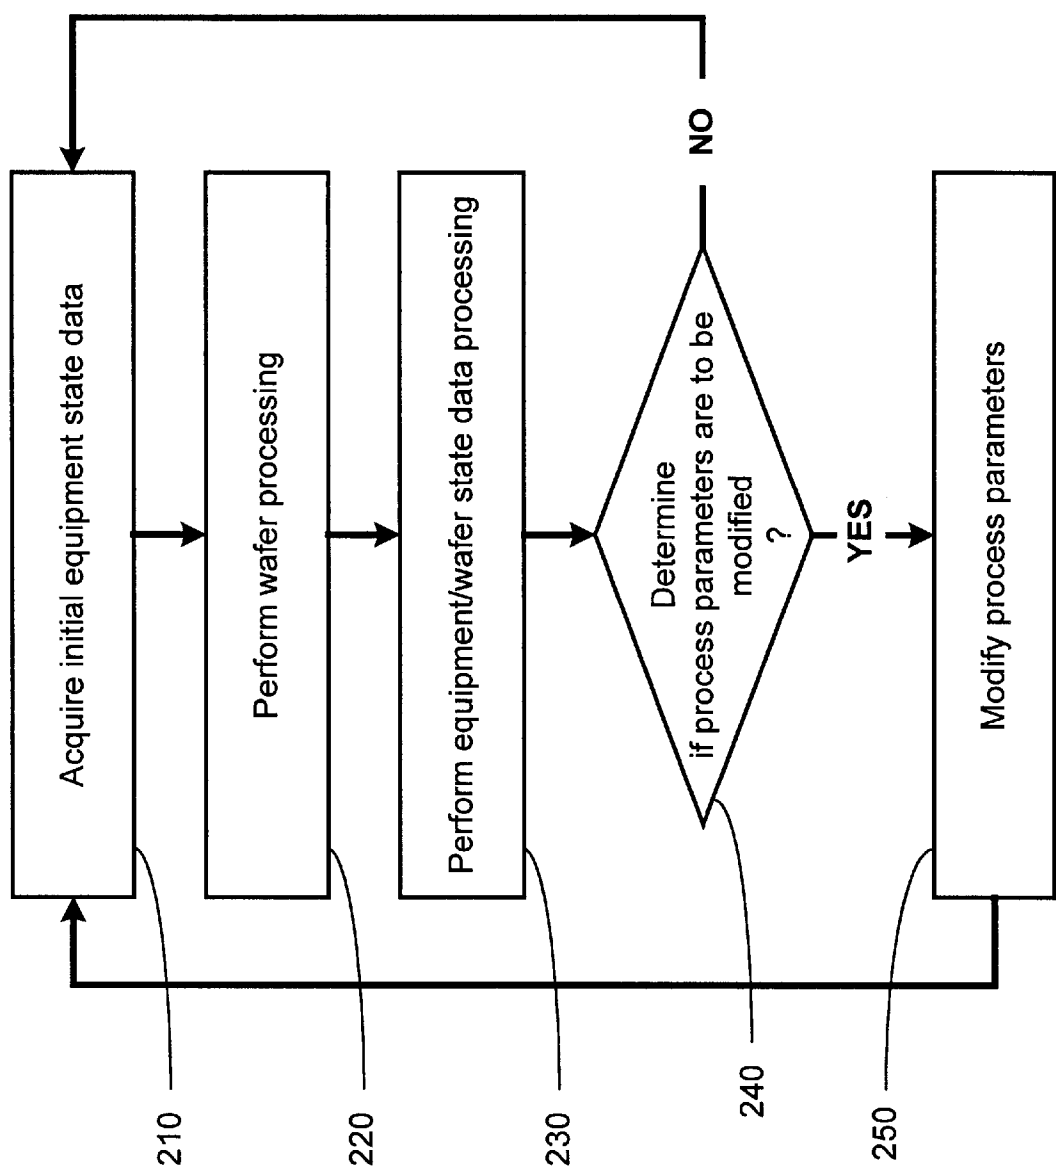 Acquire initial equipment state data
210
Perform wafer processing
220
Perform equipment/wafer state data processing
230
Determine
if process parameters are to be
modified
?
240
NO
YES
Modify process parameters
250